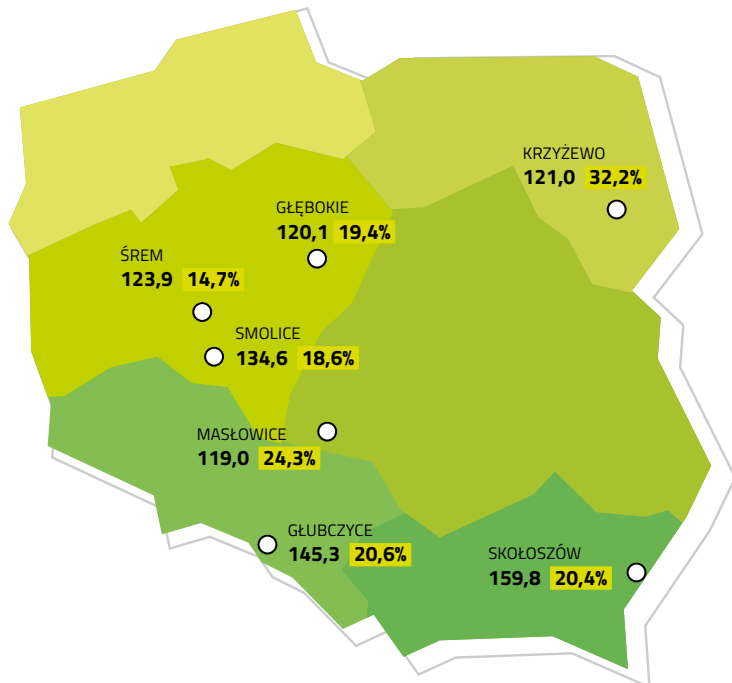 KRZYŻEWO
121,0 32,2%
GŁĘBOKIE
120,1 19,4%
ŚREM
123,9 14,7%
SMOLICE
134,6 18,6%
MASŁOWICE
119,0 24,3%
GŁUBCZYCE
145,3 20,6%
SKOŁOSZÓW
159,8 20,4%